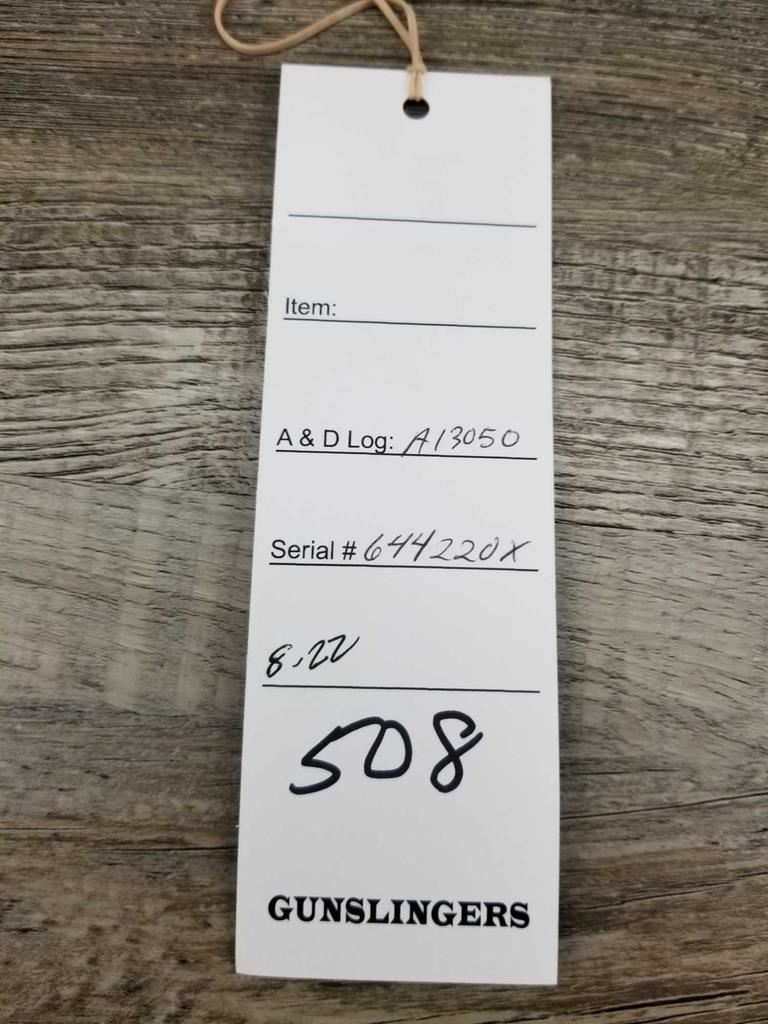 Item:
A & D Log: A13050
Serial # 644220X
8.22
508
GUNSLINGERS